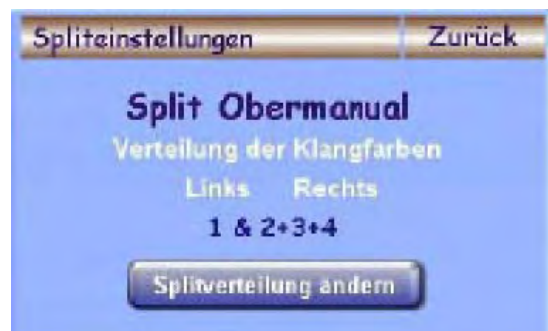 Spliteinstellungen Zurück
Split Obermanual
Verteilung der Klangfarben
Links Rechts
1 & 2+3+4
Splitverteilung ändern